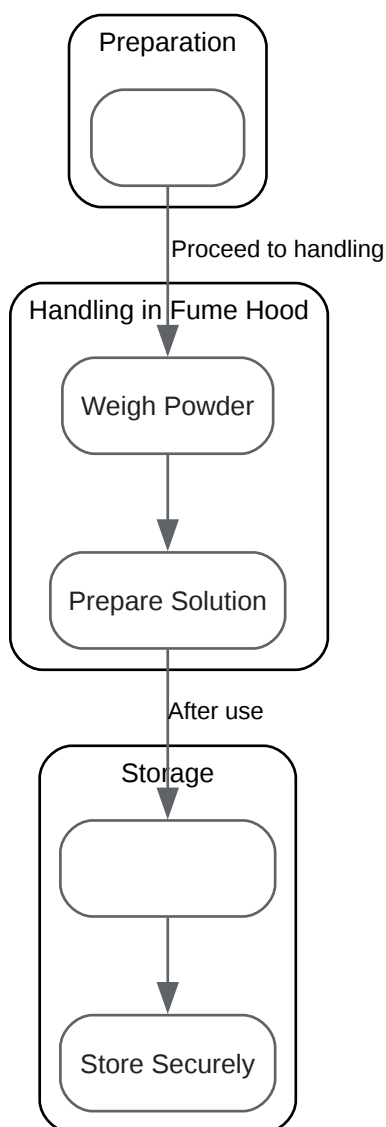 Preparation
Proceed to handling
Handling in Fume Hood
Weigh Powder
Prepare Solution
After use
Storage
Store Securely